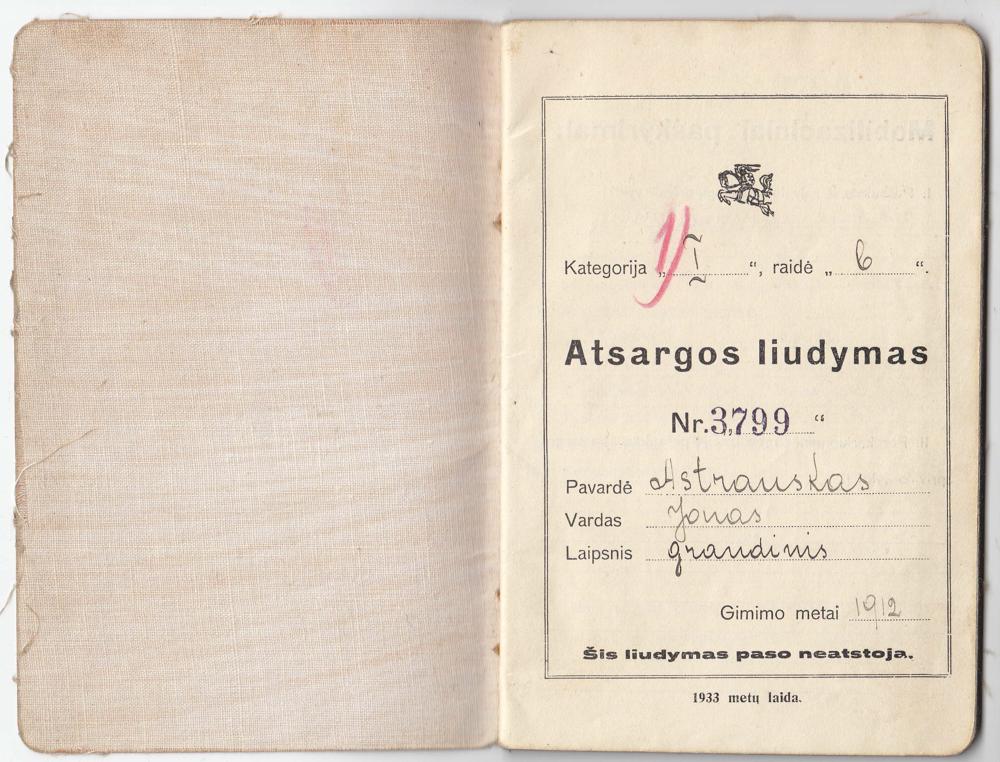 Kategorija „ I “, raidė „ C “.
Atsargos liudymas
Nr. „3799“
Pavardė Astrauskas
Vardas Jonas
Laipsnis grandinis
Gimimo metai 1912
Šis liudymas paso neatstoja.
1933 metų laida.